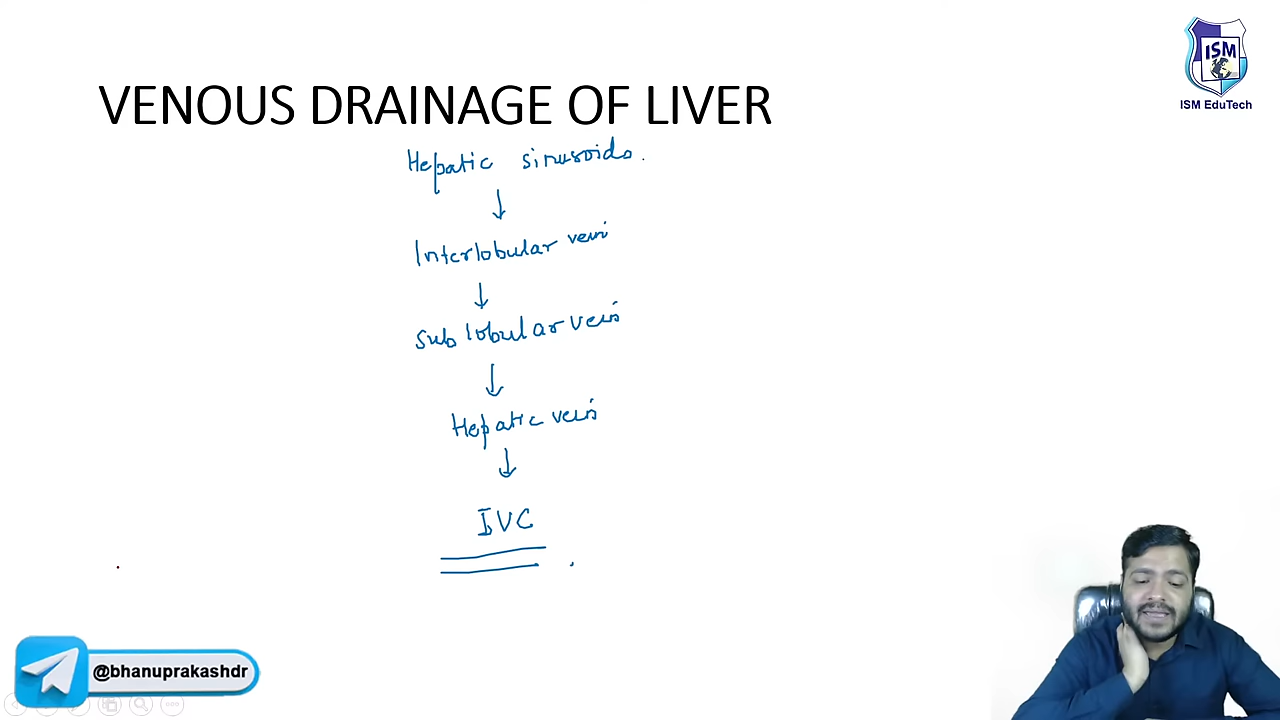 ISM
ISM EduTech
VENOUS DRAINAGE OF LIVER
Hepatic sinusoids.
Interlobular vein
Sublobular vein
Hepatic vein
IVC
@bhanuprakashdr